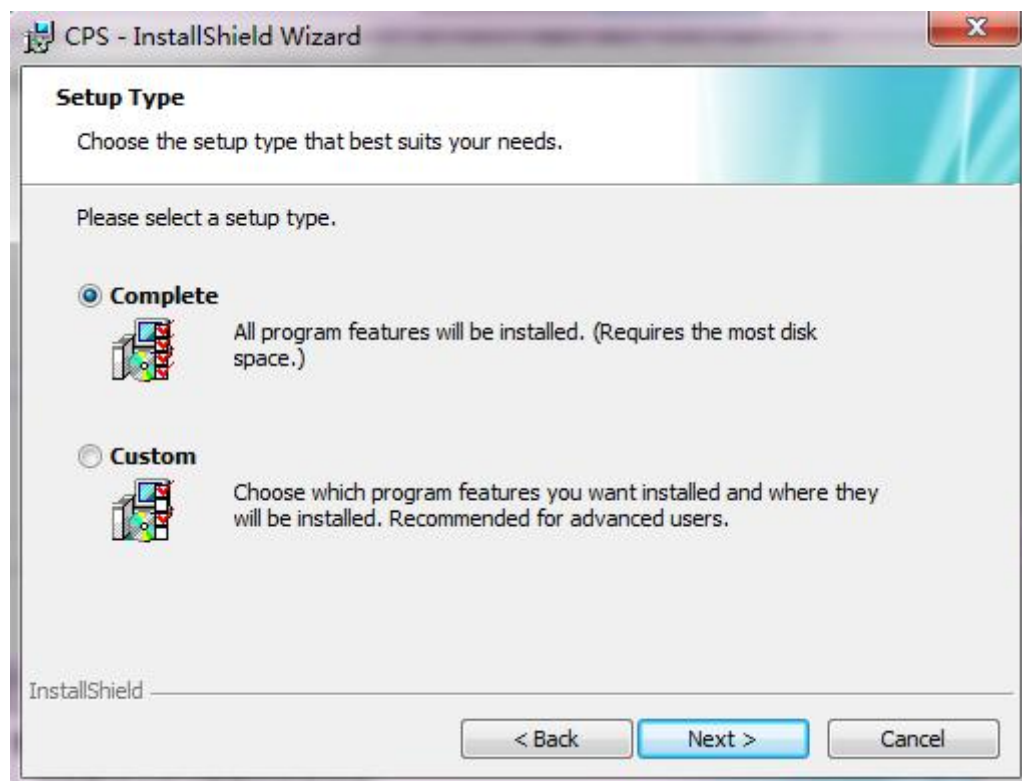 CPS - InstallShield Wizard
Setup Type
Choose the setup type that best suits your needs.
Please select a setup type.
Complete
All program features will be installed. (Requires the most disk
space.)
Custom
Choose which program features you want installed and where they
will be installed. Recommended for advanced users.
InstallShield
< Back
Next >
Cancel